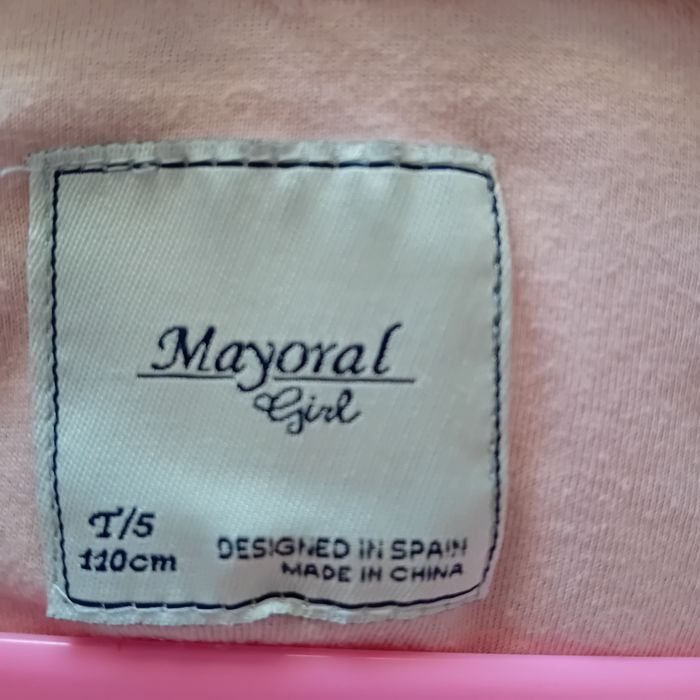 Mayoral
Girl
T/5
110cm
DESIGNED IN SPAIN
MADE IN CHINA